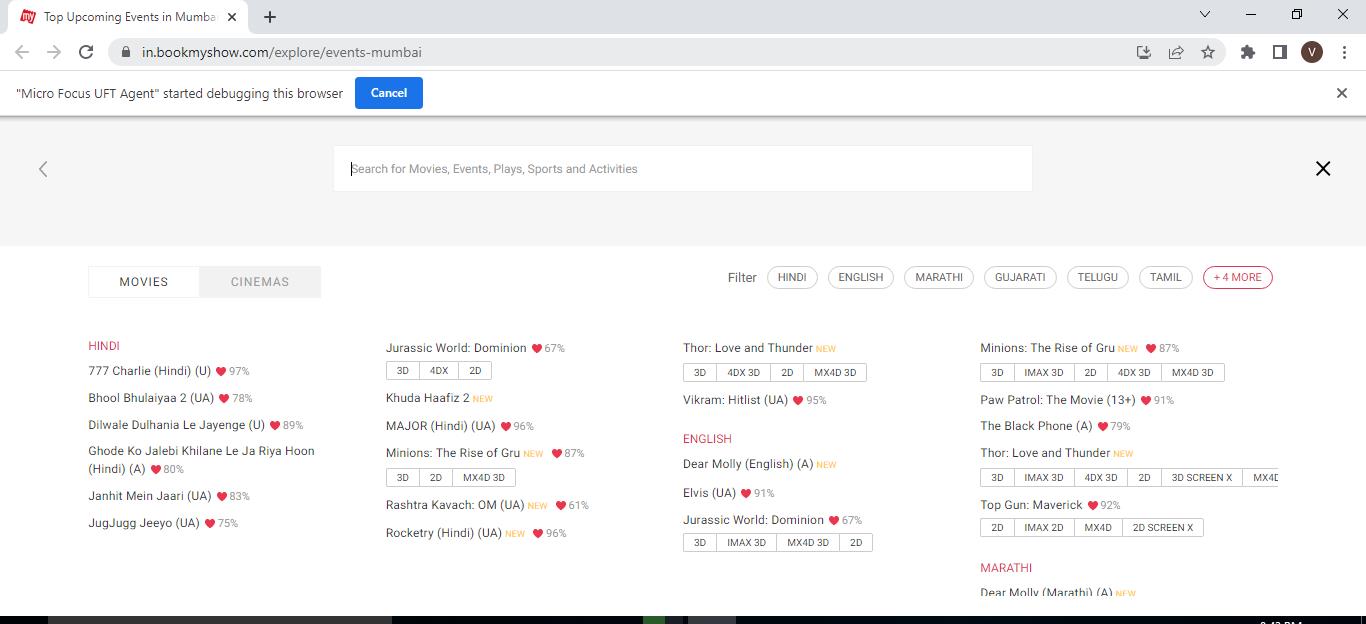 Top Upcoming Events in Mumba
in.bookmyshow.com/explore/events-mumbai
V
"Micro Focus UFT Agent" started debugging this browser
Cancel
Search for Movies, Events, Plays, Sports and Activities
MOVIES
CINEMAS
Filter
HINDI
ENGLISH
MARATHI
GUJARATI
TELUGU
TAMIL
+ 4 MORE
HINDI
777 Charlie (Hindi) (U) 97%
Bhool Bhulaiyaa 2 (UA) 78%
Dilwale Dulhania Le Jayenge (U) 89%
Ghode Ko Jalebi Khilane Le Ja Riya Hoon
(Hindi) (A) 80%
Janhit Mein Jaari (UA) 83%
JugJugg Jeeyo (UA) 75%
Jurassic World: Dominion 67%
3D 4DX 2D
Khuda Haafiz 2 NEW
MAJOR (Hindi) (UA) 96%
Minions: The Rise of Gru NEW 87%
3D 2D MX4D 3D
Rashtra Kavach: OM (UA) NEW 61%
Rocketry (Hindi) (UA) NEW 96%
Thor: Love and Thunder NEW
3D 4DX 3D 2D MX4D 3D
Vikram: Hitlist (UA) 95%
ENGLISH
Dear Molly (English) (A) NEW
Elvis (UA) 91%
Jurassic World: Dominion 67%
3D IMAX 3D MX4D 3D 2D
Minions: The Rise of Gru NEW 87%
3D IMAX 3D 2D 4DX 3D MX4D 3D
Paw Patrol: The Movie (13+) 91%
The Black Phone (A) 79%
Thor: Love and Thunder NEW
3D IMAX 3D 4DX 3D 2D 3D SCREEN X MX4D
Top Gun: Maverick 92%
2D IMAX 2D MX4D 2D SCREEN X
MARATHI
Dear Molly (Marathi) (A) NEW